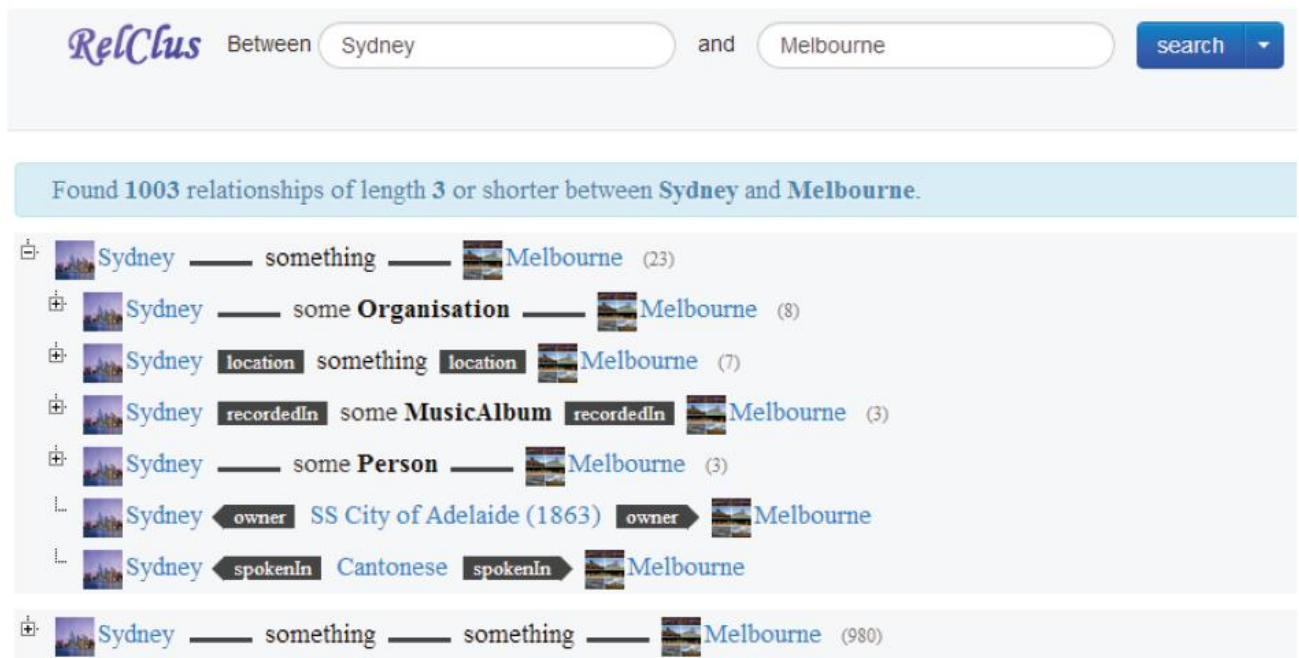 RelClus Between Sydney and Melbourne search
Found 1003 relationships of length 3 or shorter between Sydney and Melbourne.
Sydney something Melbourne (23)
Sydney some Organisation Melbourne (8)
Sydney location something location Melbourne (7)
Sydney recordedIn some MusicAlbum recordedIn Melbourne (3)
Sydney some Person Melbourne (3)
Sydney owner SS City of Adelaide (1863) owner Melbourne
Sydney spokenIn Cantonese spokenIn Melbourne
Sydney something something Melbourne (980)